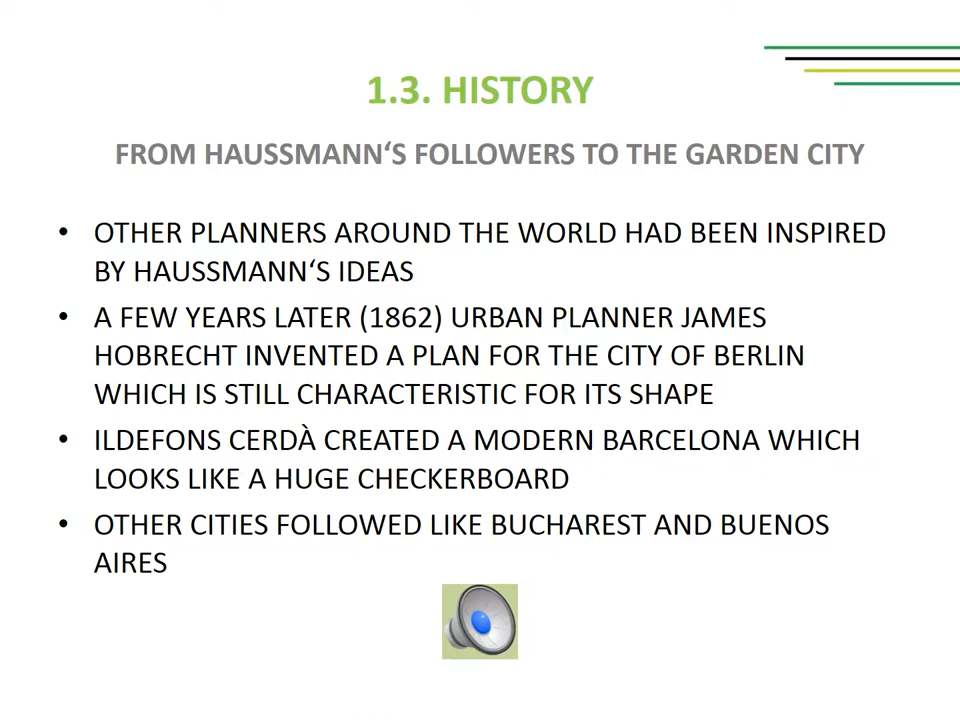 1.3. HISTORY
FROM HAUSSMANN‘S FOLLOWERS TO THE GARDEN CITY
• OTHER PLANNERS AROUND THE WORLD HAD BEEN INSPIRED
BY HAUSSMANN‘S IDEAS
• A FEW YEARS LATER (1862) URBAN PLANNER JAMES
HOBRECHT INVENTED A PLAN FOR THE CITY OF BERLIN
WHICH IS STILL CHARACTERISTIC FOR ITS SHAPE
• ILDEFONS CERDÀ CREATED A MODERN BARCELONA WHICH
LOOKS LIKE A HUGE CHECKERBOARD
• OTHER CITIES FOLLOWED LIKE BUCHAREST AND BUENOS
AIRES